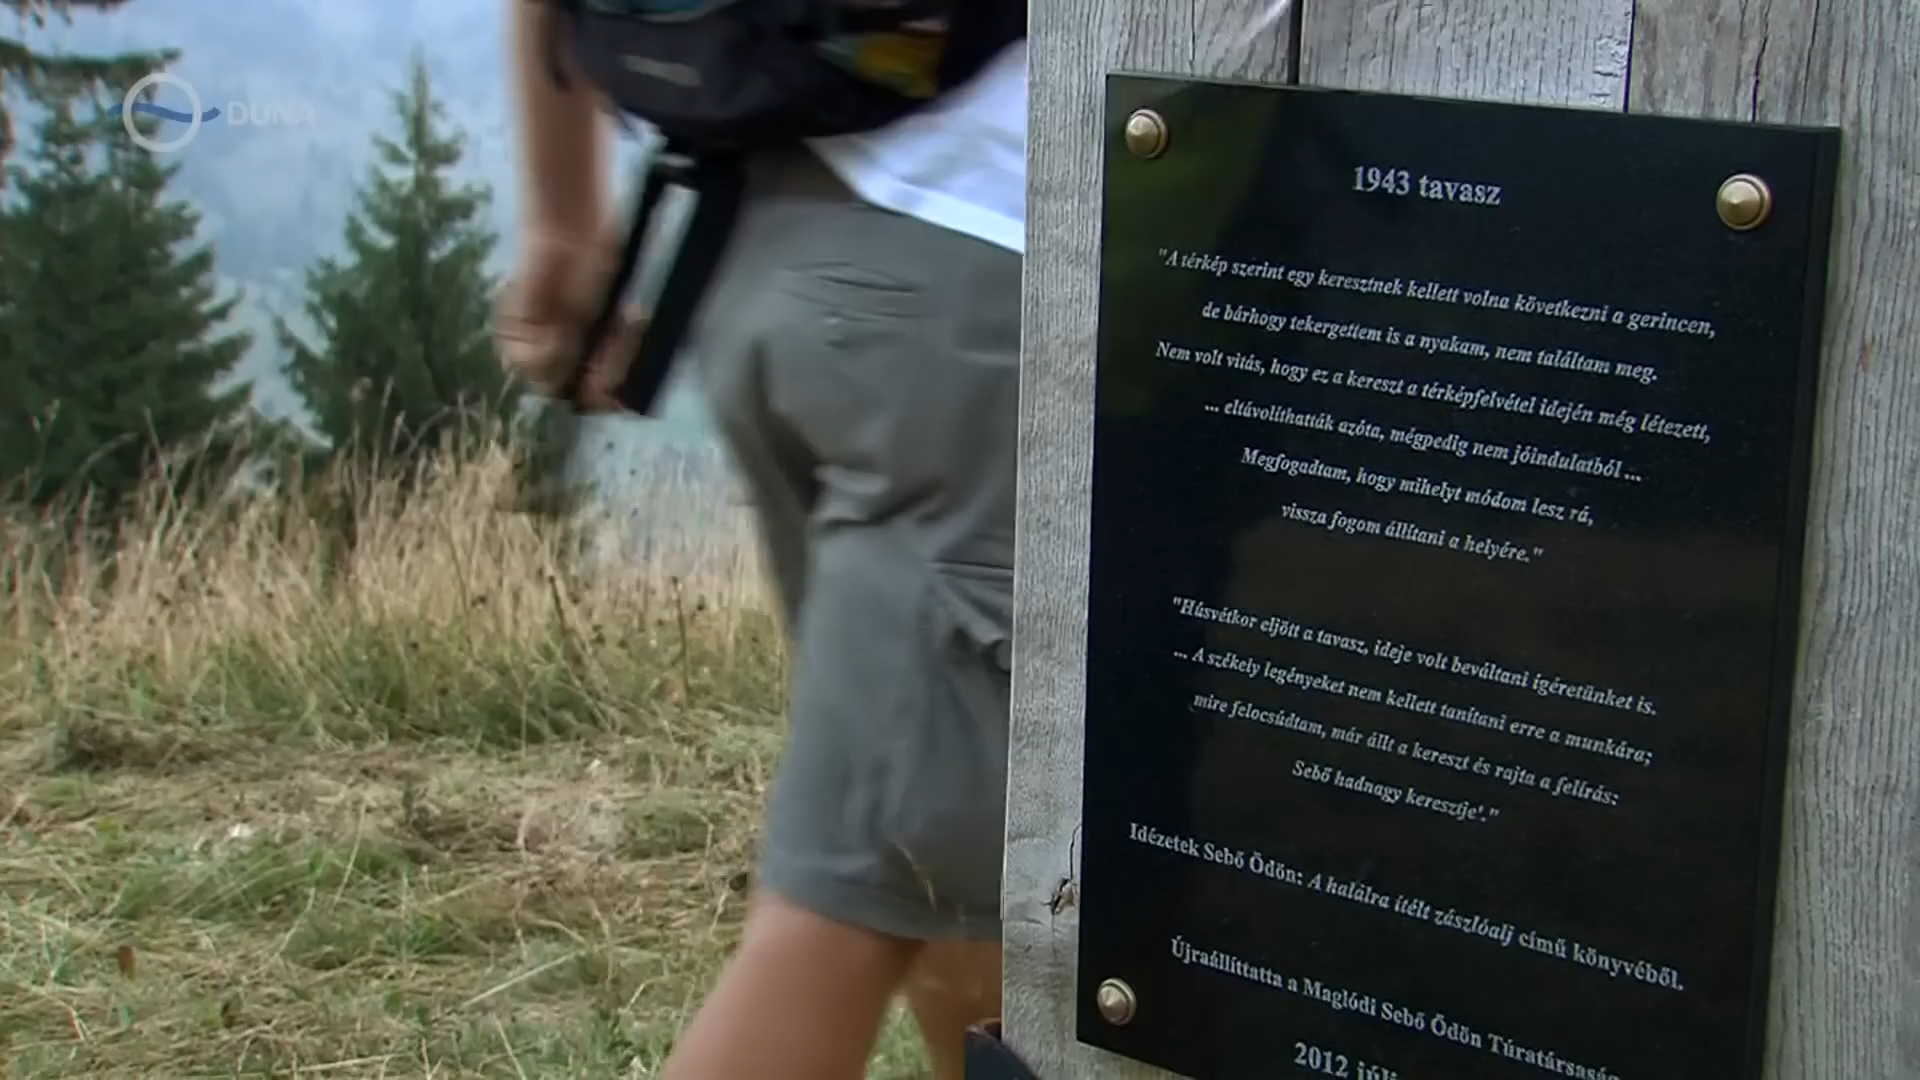 DUNA
1943 tavasz
"A térkép szerint egy keresztnek kellett volna következni a gerincen,
de bárhogy tekergettem is a nyakam, nem találtam meg.
Nem volt vitás, hogy ez a kereszt a térképfelvétel idején még létezett,
... eltávolíthatták azóta, mégpedig nem jóindulatból ...
Megfogadtam, hogy mihelyt módom lesz rá,
vissza fogom állítani a helyére."
"Húsvétkor eljött a tavasz, ideje volt beváltani ígéretünket is.
... A székely legényeket nem kellett tanítani erre a munkára;
mire felocsúdtam, már állt a kereszt és rajta a felírás:
Sebő hadnagy keresztje'."
Idézetek Sebő Ödön: A halálra ítélt zászlóalj című könyvéből.
Újraállíttatta a Maglódi Sebő Ödön Túratársaság
2012